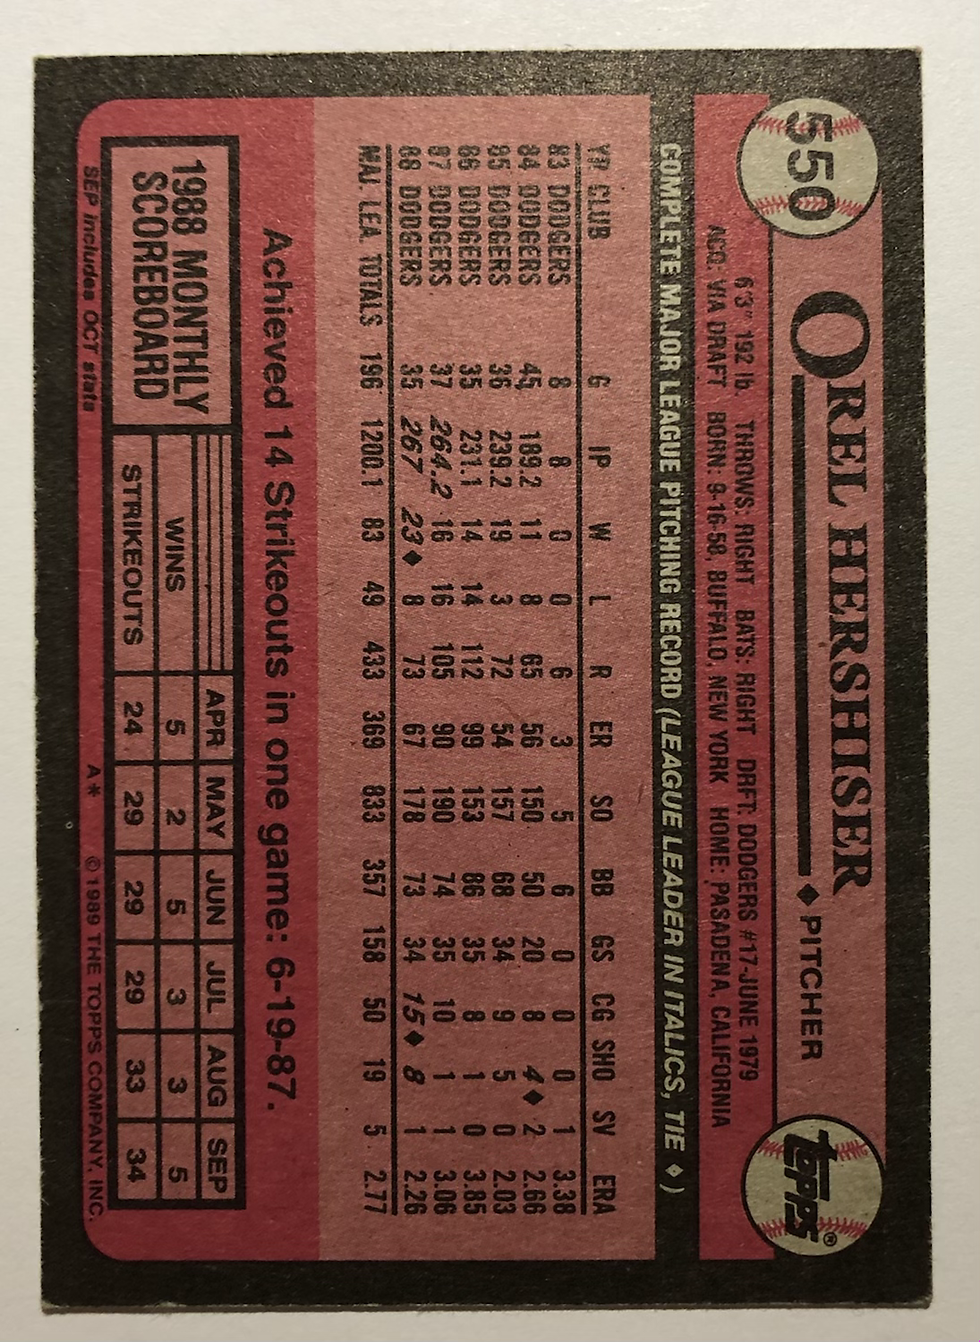 550
OREL HERSHISER
♦ PITCHER
TOPPS®
6'3" 192 lb. THROWS: RIGHT BATS: RIGHT DRFT: DODGERS #17-JUNE 1979
ACQ: VIA DRAFT BORN: 9-16-58, BUFFALO, NEW YORK HOME: PASADENA, CALIFORNIA
COMPLETE MAJOR LEAGUE PITCHING RECORD (LEAGUE LEADER IN ITALICS, TIE ♦)
YR CLUB G IP W L R ER SO BB GS CG SHO SV ERA
83 DODGERS 8 8 0 0 6 3 5 6 0 0 0 1 3.38
84 DODGERS 45 189.2 11 8 65 56 150 50 20 8 4♦ 2 2.66
85 DODGERS 36 239.2 19 3 72 54 157 68 34 9 5 0 2.03
86 DODGERS 35 231.1 14 14 112 99 153 86 35 8 1 0 3.85
87 DODGERS 37 264.2 16 16 105 90 190 74 35 10 1 1 3.06
88 DODGERS 35 267 23♦ 8 73 67 178 73 34 15♦ 8 1 2.26
MAJ. LEA. TOTALS 196 1200.1 83 49 433 369 833 357 158 50 19 5 2.77
Achieved 14 Strikeouts in one game: 6-19-87.
1988 MONTHLY
SCOREBOARD
APR MAY JUN JUL AUG SEP
WINS 5 2 5 3 3 5
STRIKEOUTS 24 29 29 29 33 34
SEP includes OCT stats
A* © 1989 THE TOPPS COMPANY, INC.